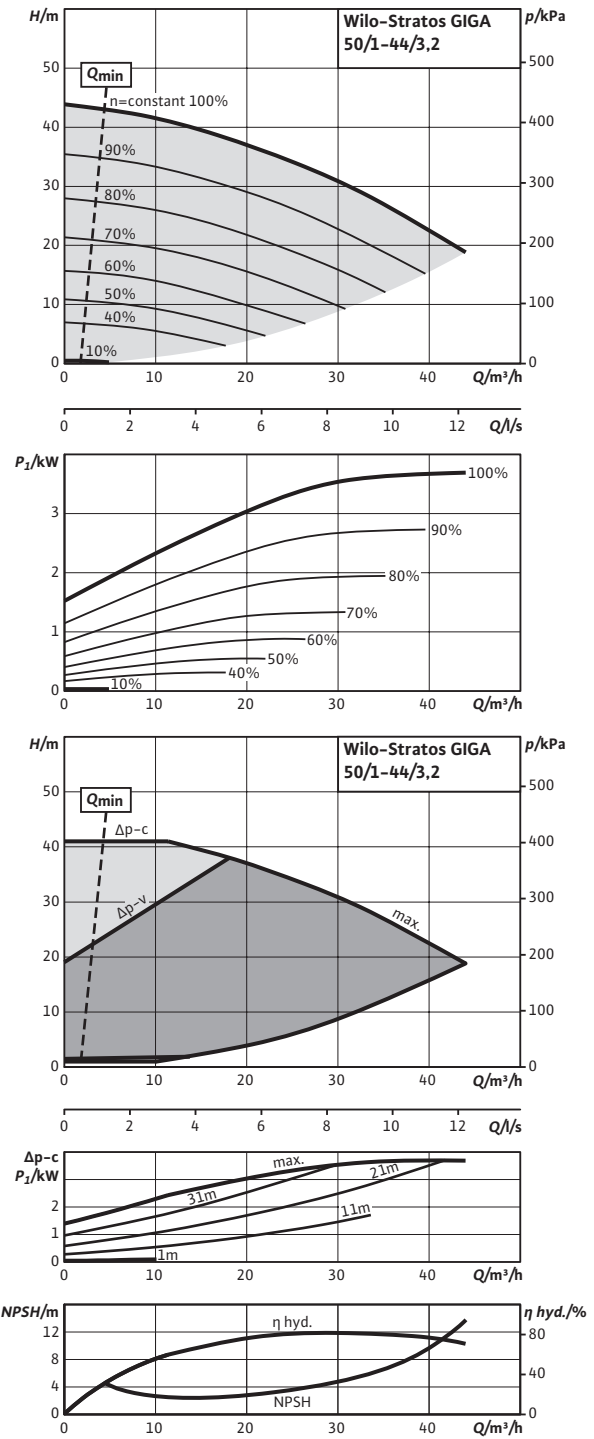 H/m
Wilo-Stratos GIGA
50/1-44/3,2
p/kPa
50
500
Qmin
n=constant 100%
40
400
90%
30
300
80%
70%
20
200
60%
50%
10
100
40%
10%
0
0
0 10 20 30 40 Q/m³/h
0 2 4 6 8 10 12 Q/l/s
P1/kW
100%
3
90%
2
80%
70%
1
60%
50%
40%
10%
0
0 10 20 30 40 Q/m³/h
H/m
Wilo-Stratos GIGA
50/1-44/3,2
p/kPa
50
500
Qmin
Δp-c
40
400
Δp-v
30
300
max.
20
200
10
100
0
0
0 10 20 30 40 Q/m³/h
0 2 4 6 8 10 12 Q/l/s
Δp-c
P1/kW
max.
21m
31m
2
11m
1
1m
0
0 10 20 30 40 Q/m³/h
NPSH/m
η hyd./%
η hyd.
12
80
8
40
4
NPSH
0
0
0 10 20 30 40 Q/m³/h